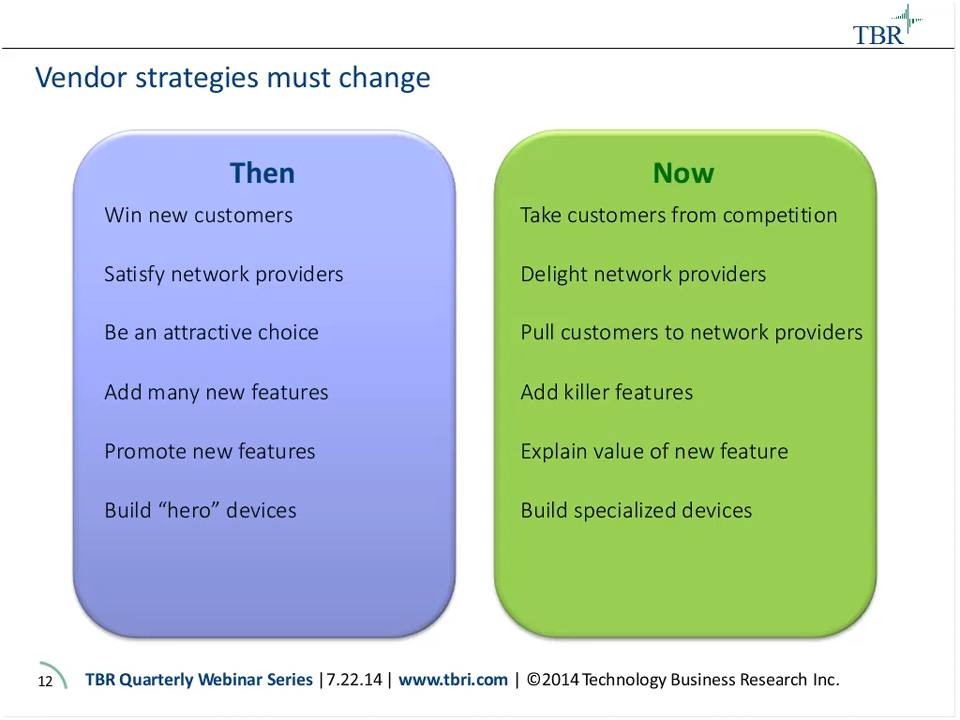 TBR
Vendor strategies must change
Then
Win new customers
Satisfy network providers
Be an attractive choice
Add many new features
Promote new features
Build “hero” devices
Now
Take customers from competition
Delight network providers
Pull customers to network providers
Add killer features
Explain value of new feature
Build specialized devices
12 TBR Quarterly Webinar Series | 7.22.14 | www.tbri.com | ©2014 Technology Business Research Inc.